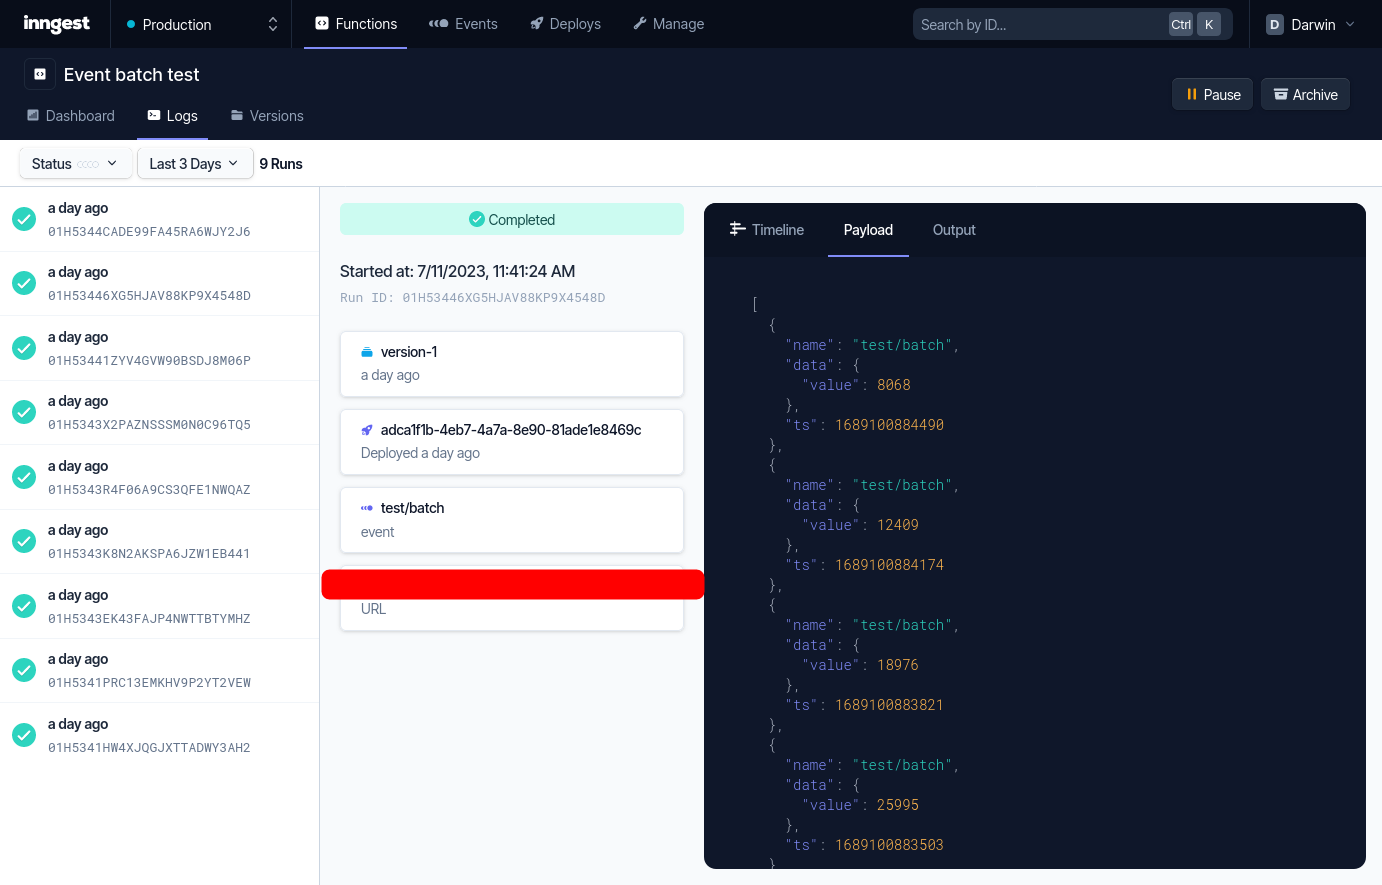 inngest
Production
Functions
Events
Deploys
Manage
Search by ID...
Ctrl
K
D
Darwin
Event batch test
Dashboard
Logs
Versions
Pause
Archive
Status
Last 3 Days
9 Runs
a day ago
01H5344CADE99FA45RA6WJY2J6
a day ago
01H53446XG5HJAV88KP9X4548D
a day ago
01H53441ZYV4GVW90BSDJ8M06P
a day ago
01H5343X2PAZNSSSM0N0C96TQ5
a day ago
01H5343R4F06A9CS3QFE1NWQAZ
a day ago
01H5343K8N2AKSPA6JZW1EB441
a day ago
01H5343EK43FAJP4NWTTBTYMHZ
a day ago
01H5341PRC13EMKHV9P2YT2VEW
a day ago
01H5341HW4XJQGJXTTADWY3AH2
Completed
Started at: 7/11/2023, 11:41:24 AM
Run ID: 01H53446XG5HJAV88KP9X4548D
version-1
a day ago
adca1f1b-4eb7-4a7a-8e90-81ade1e8469c
Deployed a day ago
test/batch
event
URL
Timeline
Payload
Output
[
{
"name": "test/batch",
"data": {
"value": 8068
},
"ts": 1689100884490
},
{
"name": "test/batch",
"data": {
"value": 12409
},
"ts": 1689100884174
},
{
"name": "test/batch",
"data": {
"value": 18976
},
"ts": 1689100883821
},
{
"name": "test/batch",
"data": {
"value": 25995
},
"ts": 1689100883503
}